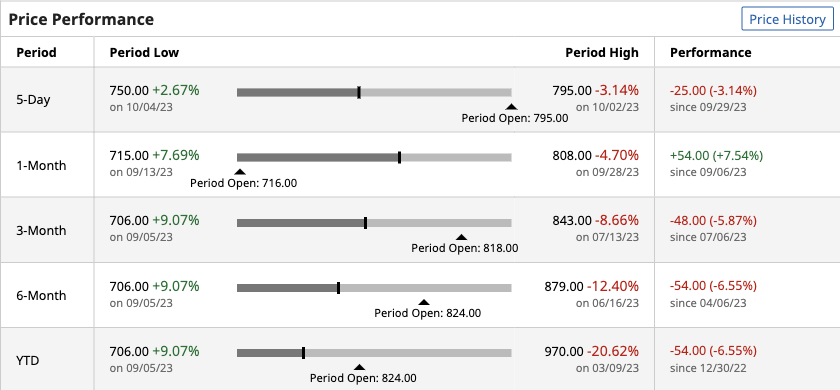 Price Performance
Price History
Period Period Low Period High Performance
5-Day 750.00 +2.67% 795.00 -3.14% -25.00 (-3.14%)
on 10/04/23 on 10/02/23 since 09/29/23
Period Open: 795.00
1-Month 715.00 +7.69% 808.00 -4.70% +54.00 (+7.54%)
on 09/13/23 on 09/28/23 since 09/06/23
Period Open: 716.00
3-Month 706.00 +9.07% 843.00 -8.66% -48.00 (-5.87%)
on 09/05/23 on 07/13/23 since 07/06/23
Period Open: 818.00
6-Month 706.00 +9.07% 879.00 -12.40% -54.00 (-6.55%)
on 09/05/23 on 06/16/23 since 04/06/23
Period Open: 824.00
YTD 706.00 +9.07% 970.00 -20.62% -54.00 (-6.55%)
on 09/05/23 on 03/09/23 since 12/30/22
Period Open: 824.00